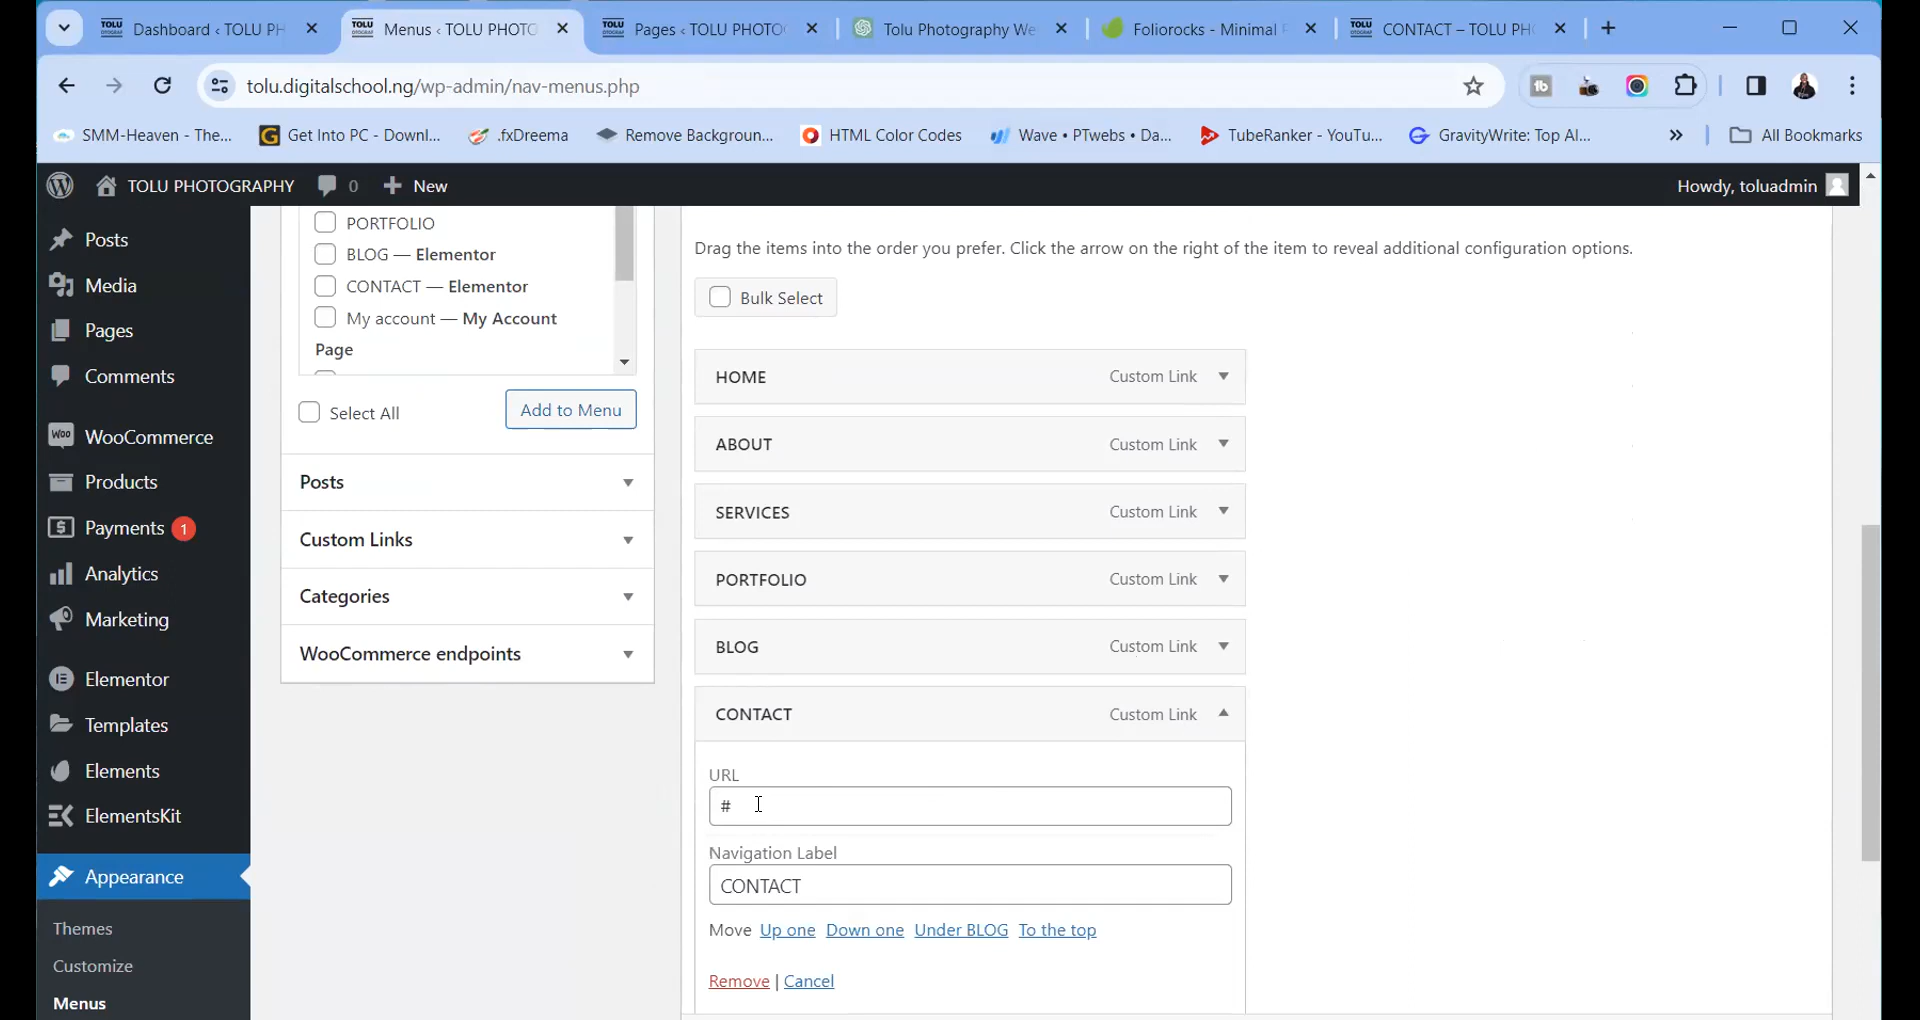 Dashboard ‹ TOLU PH
Menus ‹ TOLU PHOTO
Pages ‹ TOLU PHOTO
Tolu Photography We
Foliorocks - Minimal
CONTACT – TOLU PH
tolu.digitalschool.ng/wp-admin/nav-menus.php
SMM-Heaven - The...
Get Into PC - Downl...
.fxDreema
Remove Backgroun...
HTML Color Codes
Wave • PTwebs • Da...
TubeRanker - YouTu...
GravityWrite: Top AI...
» All Bookmarks
TOLU PHOTOGRAPHY
0
New
Howdy, toluadmin
Posts
Media
Pages
Comments
WooCommerce
Products
Payments 1
Analytics
Marketing
Elementor
Templates
Elements
ElementsKit
Appearance
Themes
Customize
Menus
PORTFOLIO
BLOG — Elementor
CONTACT — Elementor
My account — My Account
Page
Select All
Add to Menu
Posts
Custom Links
Categories
WooCommerce endpoints
Drag the items into the order you prefer. Click the arrow on the right of the item to reveal additional configuration options.
Bulk Select
HOME Custom Link
ABOUT Custom Link
SERVICES Custom Link
PORTFOLIO Custom Link
BLOG Custom Link
CONTACT Custom Link
URL
#
Navigation Label
CONTACT
Move Up one Down one Under BLOG To the top
Remove | Cancel